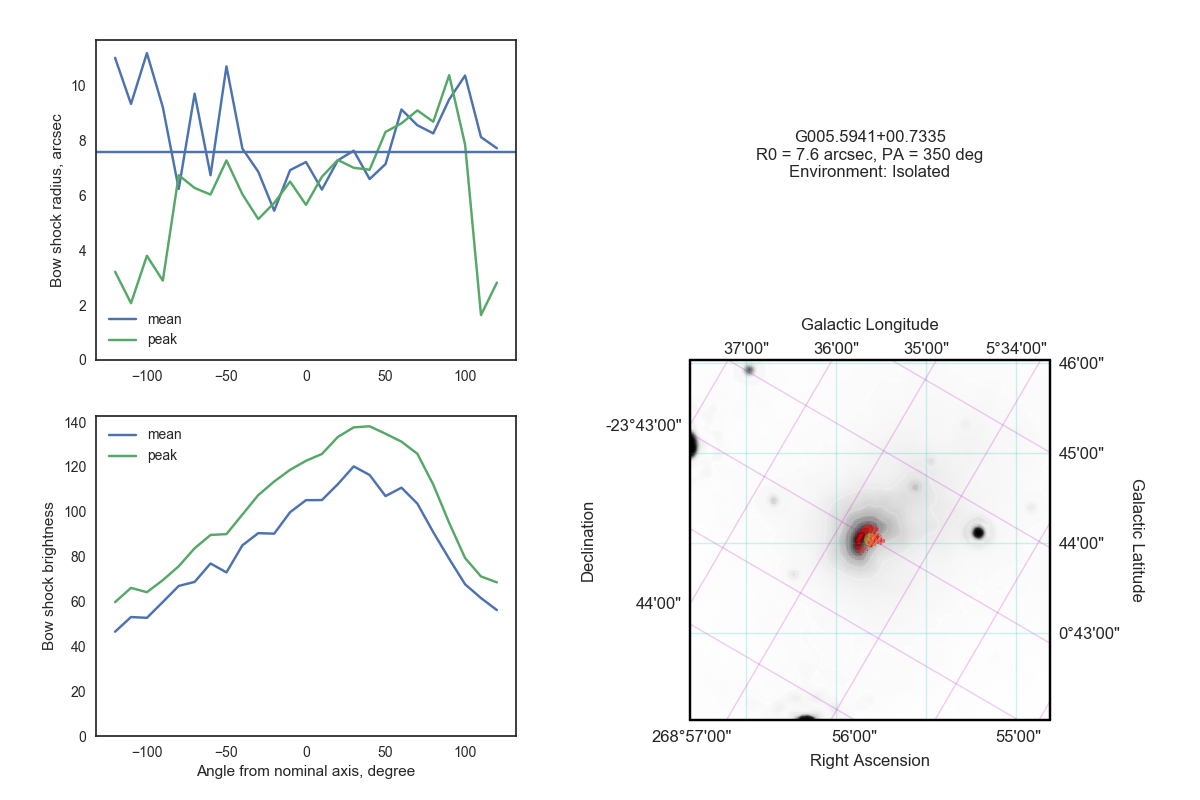 10
8
6
4
2
0
Bow shock radius, arcsec
mean
peak
−100
−50
0
50
100
140
120
100
80
60
40
20
0
Bow shock brightness
mean
peak
−100
−50
0
50
100
Angle from nominal axis, degree
G005.5941+00.7335
R0 = 7.6 arcsec, PA = 350 deg
Environment: Isolated
Galactic Longitude
37'00"
36'00"
35'00"
5°34'00"
46'00"
45'00"
44'00"
0°43'00"
Galactic Latitude
-23°43'00"
44'00"
Declination
268°57'00"
56'00"
55'00"
Right Ascension